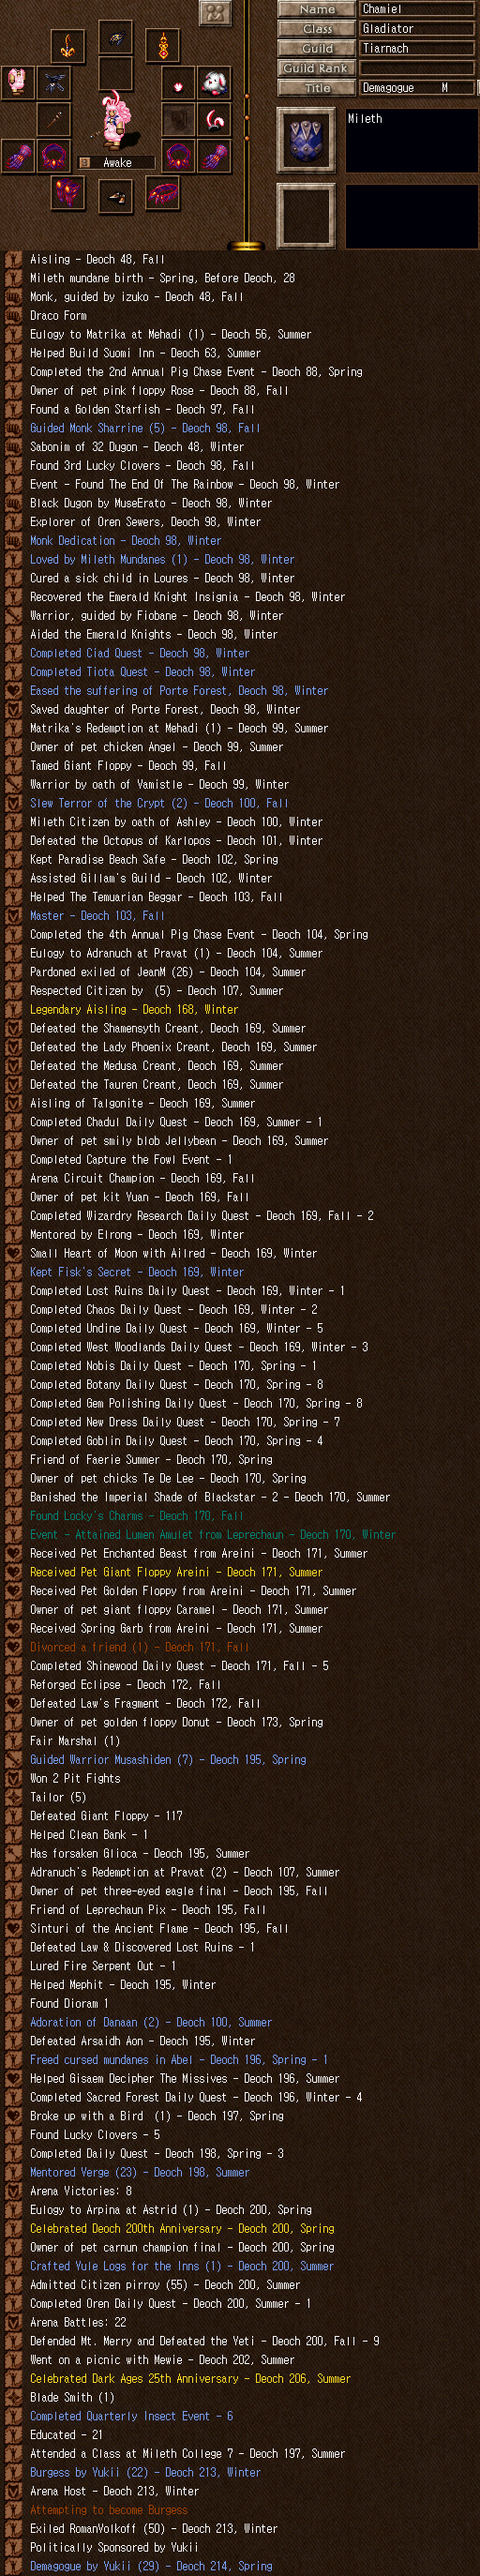 Name
Chamiel
Class
Gladiator
Guild
Tiarnach
Guild Rank
Title
Demagogue M
Awake
Mileth
Aisling - Deoch 48, Fall
Mileth mundane birth - Spring, Before Deoch, 28
Monk, guided by izuko - Deoch 48, Fall
Draco Form
Eulogy to Matrika at Mehadi (1) - Deoch 56, Summer
Helped Build Suomi Inn - Deoch 63, Summer
Completed the 2nd Annual Pig Chase Event - Deoch 88, Spring
Owner of pet pink floppy Rose - Deoch 88, Fall
Found a Golden Starfish - Deoch 97, Fall
Guided Monk Sharrine (5) - Deoch 98, Fall
Sabonim of 32 Dugon - Deoch 48, Winter
Found 3rd Lucky Clovers - Deoch 98, Fall
Event - Found The End Of The Rainbow - Deoch 98, Winter
Black Dugon by MuseErato - Deoch 98, Winter
Explorer of Oren Sewers, Deoch 98, Winter
Monk Dedication - Deoch 98, Winter
Loved by Mileth Mundanes (1) - Deoch 98, Winter
Cured a sick child in Loures - Deoch 98, Winter
Recovered the Emerald Knight Insignia - Deoch 98, Winter
Warrior, guided by Fiobane - Deoch 98, Winter
Aided the Emerald Knights - Deoch 98, Winter
Completed Ciad Quest - Deoch 98, Winter
Completed Tiota Quest - Deoch 98, Winter
Eased the suffering of Porte Forest, Deoch 98, Winter
Saved daughter of Porte Forest, Deoch 98, Winter
Matrika's Redemption at Mehadi (1) - Deoch 99, Summer
Owner of pet chicken Angel - Deoch 99, Summer
Tamed Giant Floppy - Deoch 99, Fall
Warrior by oath of Yamistle - Deoch 99, Winter
Slew Terror of the Crypt (2) - Deoch 100, Fall
Mileth Citizen by oath of Ashley - Deoch 100, Winter
Defeated the Octopus of Karlopos - Deoch 101, Winter
Kept Paradise Beach Safe - Deoch 102, Spring
Assisted Gillam's Guild - Deoch 102, Winter
Helped The Temuarian Beggar - Deoch 103, Fall
Master - Deoch 103, Fall
Completed the 4th Annual Pig Chase Event - Deoch 104, Spring
Eulogy to Adranuch at Pravat (1) - Deoch 104, Summer
Pardoned exiled of JeanM (26) - Deoch 104, Summer
Respected Citizen by (5) - Deoch 107, Summer
Legendary Aisling - Deoch 168, Winter
Defeated the Shamensyth Creant, Deoch 169, Summer
Defeated the Lady Phoenix Creant, Deoch 169, Summer
Defeated the Medusa Creant, Deoch 169, Summer
Defeated the Tauren Creant, Deoch 169, Summer
Aisling of Talgonite - Deoch 169, Summer
Completed Chadul Daily Quest - Deoch 169, Summer - 1
Owner of pet smily blob Jellybean - Deoch 169, Summer
Completed Capture the Fowl Event - 1
Arena Circuit Champion - Deoch 169, Fall
Owner of pet kit Yuan - Deoch 169, Fall
Completed Wizardry Research Daily Quest - Deoch 169, Fall - 2
Mentored by Elrong - Deoch 169, Winter
Small Heart of Moon with Ailred - Deoch 169, Winter
Kept Fisk's Secret - Deoch 169, Winter
Completed Lost Ruins Daily Quest - Deoch 169, Winter - 1
Completed Chaos Daily Quest - Deoch 169, Winter - 2
Completed Undine Daily Quest - Deoch 169, Winter - 5
Completed West Woodlands Daily Quest - Deoch 169, Winter - 3
Completed Nobis Daily Quest - Deoch 170, Spring - 1
Completed Botany Daily Quest - Deoch 170, Spring - 8
Completed Gem Polishing Daily Quest - Deoch 170, Spring - 8
Completed New Dress Daily Quest - Deoch 170, Spring - 7
Completed Goblin Daily Quest - Deoch 170, Spring - 4
Friend of Faerie Summer - Deoch 170, Spring
Owner of pet chicks Te De Lee - Deoch 170, Spring
Banished the Imperial Shade of Blackstar - 2 - Deoch 170, Summer
Found Locky's Charms - Deoch 170, Fall
Event - Attained Lumen Amulet from Leprechaun - Deoch 170, Winter
Received Pet Enchanted Beast from Areini - Deoch 171, Summer
Received Pet Giant Floppy Areini - Deoch 171, Summer
Received Pet Golden Floppy from Areini - Deoch 171, Summer
Owner of pet giant floppy Caramel - Deoch 171, Summer
Received Spring Garb from Areini - Deoch 171, Summer
Divorced a friend (1) - Deoch 171, Fall
Completed Shinewood Daily Quest - Deoch 171, Fall - 5
Reforged Eclipse - Deoch 172, Fall
Defeated Law's Fragment - Deoch 172, Fall
Owner of pet golden floppy Donut - Deoch 173, Spring
Fair Marshal (1)
Guided Warrior Musashiden (7) - Deoch 195, Spring
Won 2 Pit Fights
Tailor (5)
Defeated Giant Floppy - 117
Helped Clean Bank - 1
Has forsaken Glioca - Deoch 195, Summer
Adranuch's Redemption at Pravat (2) - Deoch 107, Summer
Owner of pet three-eyed eagle final - Deoch 195, Fall
Friend of Leprechaun Pix - Deoch 195, Fall
Sinturi of the Ancient Flame - Deoch 195, Fall
Defeated Law & Discovered Lost Ruins - 1
Lured Fire Serpent Out - 1
Helped Mephit - Deoch 195, Winter
Found Dioram 1
Adoration of Danaan (2) - Deoch 100, Summer
Defeated Arsaidh Aon - Deoch 195, Winter
Freed cursed mundanes in Abel - Deoch 196, Spring - 1
Helped Gisaem Decipher The Missives - Deoch 196, Summer
Completed Sacred Forest Daily Quest - Deoch 196, Winter - 4
Broke up with a Bird (1) - Deoch 197, Spring
Found Lucky Clovers - 5
Completed Daily Quest - Deoch 198, Spring - 3
Mentored Verge (23) - Deoch 198, Summer
Arena Victories: 8
Eulogy to Arpina at Astrid (1) - Deoch 200, Spring
Celebrated Deoch 200th Anniversary - Deoch 200, Spring
Owner of pet carnun champion final - Deoch 200, Spring
Crafted Yule Logs for the Inns (1) - Deoch 200, Summer
Admitted Citizen pirroy (55) - Deoch 200, Summer
Completed Oren Daily Quest - Deoch 200, Summer - 1
Arena Battles: 22
Defended Mt. Merry and Defeated the Yeti - Deoch 200, Fall - 9
Went on a picnic with Mewie - Deoch 202, Summer
Celebrated Dark Ages 25th Anniversary - Deoch 206, Summer
Blade Smith (1)
Completed Quarterly Insect Event - 6
Educated - 21
Attended a Class at Mileth College 7 - Deoch 197, Summer
Burgess by Yukii (22) - Deoch 213, Winter
Arena Host - Deoch 213, Winter
Attempting to become Burgess
Exiled RomanVolkoff (50) - Deoch 213, Winter
Politically Sponsored by Yukii
Demagogue by Yukii (29) - Deoch 214, Spring